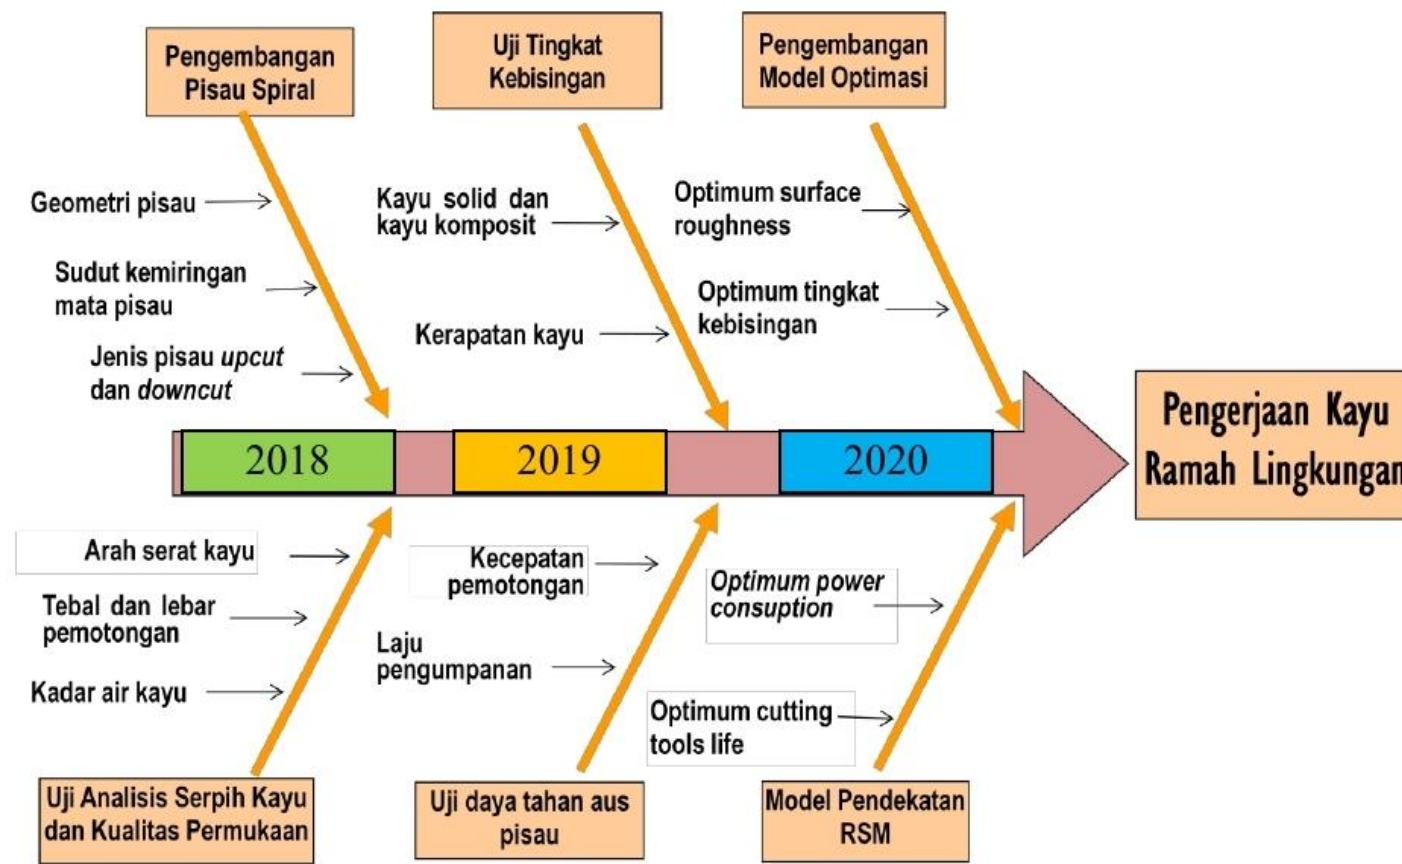 Pengembangan
Pisau Spiral
Uji Tingkat
Kebisingan
Pengembangan
Model Optimasi
Geometri pisau
Sudut kemiringan
mata pisau
Jenis pisau upcut
dan downcut
Kayu solid dan
kayu komposit
Kerapatan kayu
Optimum surface
roughness
Optimum tingkat
kebisingan
2018
2019
2020
Pengerjaan Kayu
Ramah Lingkungan
Arah serat kayu
Tebal dan lebar
pemotongan
Kadar air kayu
Kecepatan
pemotongan
Laju
pengumpanan
Optimum power
consuption
Optimum cutting
tools life
Uji Analisis Serpih Kayu
dan Kualitas Permukaan
Uji daya tahan aus
pisau
Model Pendekatan
RSM